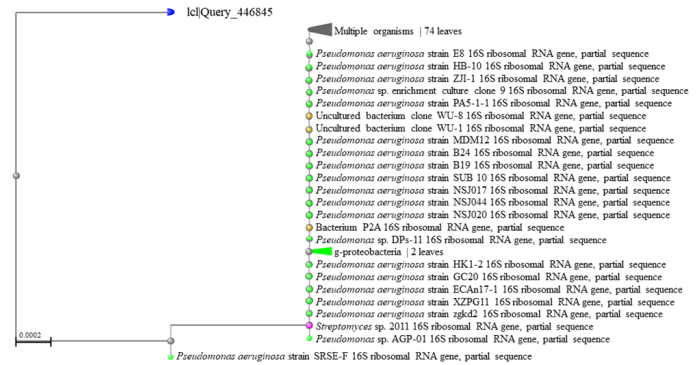 lcl|Query_446845
Multiple organisms | 74 leaves
Pseudomonas aeruginosa strain E8 16S ribosomal RNA gene, partial sequence
Pseudomonas aeruginosa strain HB-10 16S ribosomal RNA gene, partial sequence
Pseudomonas aeruginosa strain ZJI-1 16S ribosomal RNA gene, partial sequence
Pseudomonas sp. enrichment culture clone 9 16S ribosomal RNA gene, partial sequence
Pseudomonas aeruginosa strain PA5-1-1 16S ribosomal RNA gene, partial sequence
Uncultured bacterium clone WU-8 16S ribosomal RNA gene, partial sequence
Uncultured bacterium clone WU-1 16S ribosomal RNA gene, partial sequence
Pseudomonas aeruginosa strain MDM12 16S ribosomal RNA gene, partial sequence
Pseudomonas aeruginosa strain B24 16S ribosomal RNA gene, partial sequence
Pseudomonas aeruginosa strain B19 16S ribosomal RNA gene, partial sequence
Pseudomonas aeruginosa strain SUB 10 16S ribosomal RNA gene, partial sequence
Pseudomonas aeruginosa strain NSJ017 16S ribosomal RNA gene, partial sequence
Pseudomonas aeruginosa strain NSJ044 16S ribosomal RNA gene, partial sequence
Pseudomonas aeruginosa strain NSJ020 16S ribosomal RNA gene, partial sequence
Bacterium P2A 16S ribosomal RNA gene, partial sequence
Pseudomonas sp. DPs-11 16S ribosomal RNA gene, partial sequence
g-proteobacteria | 2 leaves
Pseudomonas aeruginosa strain HK1-2 16S ribosomal RNA gene, partial sequence
Pseudomonas aeruginosa strain GC20 16S ribosomal RNA gene, partial sequence
Pseudomonas aeruginosa strain ECAn17-1 16S ribosomal RNA gene, partial sequence
Pseudomonas aeruginosa strain XZPG11 16S ribosomal RNA gene, partial sequence
Pseudomonas aeruginosa strain zgkd2 16S ribosomal RNA gene, partial sequence
Streptomyces sp. 2011 16S ribosomal RNA gene, partial sequence
0.0002
Pseudomonas sp. AGP-01 16S ribosomal RNA gene, partial sequence
Pseudomonas aeruginosa strain SRSE-F 16S ribosomal RNA gene, partial sequence